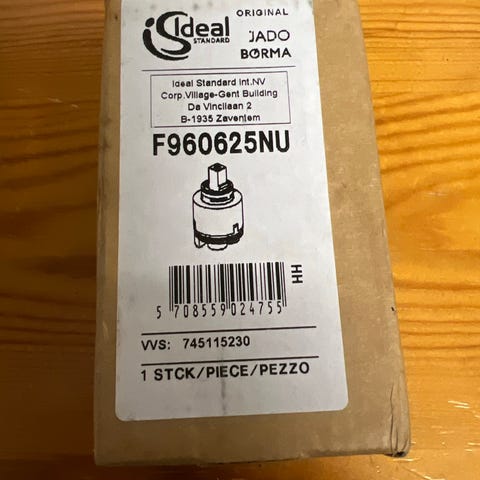 Ideal
STANDARD
ORIGINAL
JADO
BORMA
Ideal Standard Int.NV
Corp.Village-Gent Building
Da Vincilaan 2
B-1935 Zaventem
F960625NU
HH
5 708559 024755
VVS: 745115230
1 STCK/PIECE/PEZZO